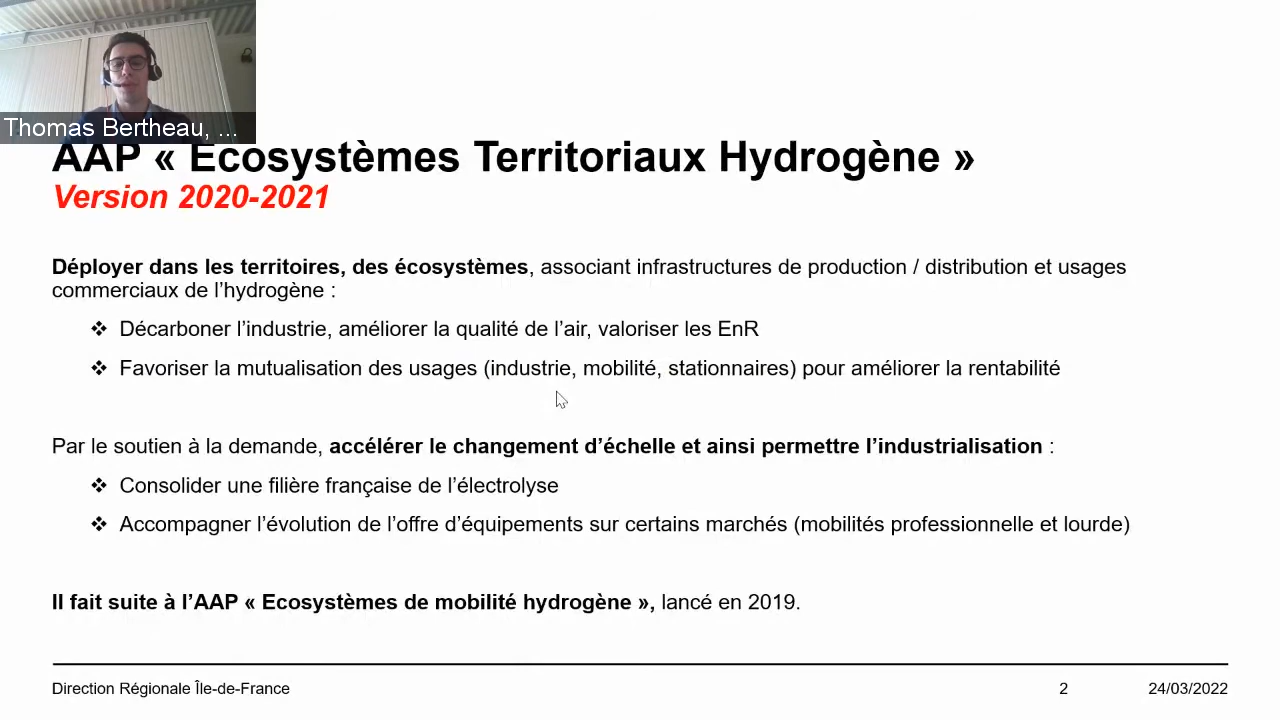 Thomas Bertheau, ...
AAP « Ecosystèmes Territoriaux Hydrogène »
Version 2020-2021
Déployer dans les territoires, des écosystèmes, associant infrastructures de production / distribution et usages
commerciaux de l’hydrogène :
❖ Décarboner l’industrie, améliorer la qualité de l’air, valoriser les EnR
❖ Favoriser la mutualisation des usages (industrie, mobilité, stationnaires) pour améliorer la rentabilité
Par le soutien à la demande, accélérer le changement d’échelle et ainsi permettre l’industrialisation :
❖ Consolider une filière française de l’électrolyse
❖ Accompagner l’évolution de l’offre d’équipements sur certains marchés (mobilités professionnelle et lourde)
Il fait suite à l’AAP « Ecosystèmes de mobilité hydrogène », lancé en 2019.
Direction Régionale Île-de-France 2 24/03/2022